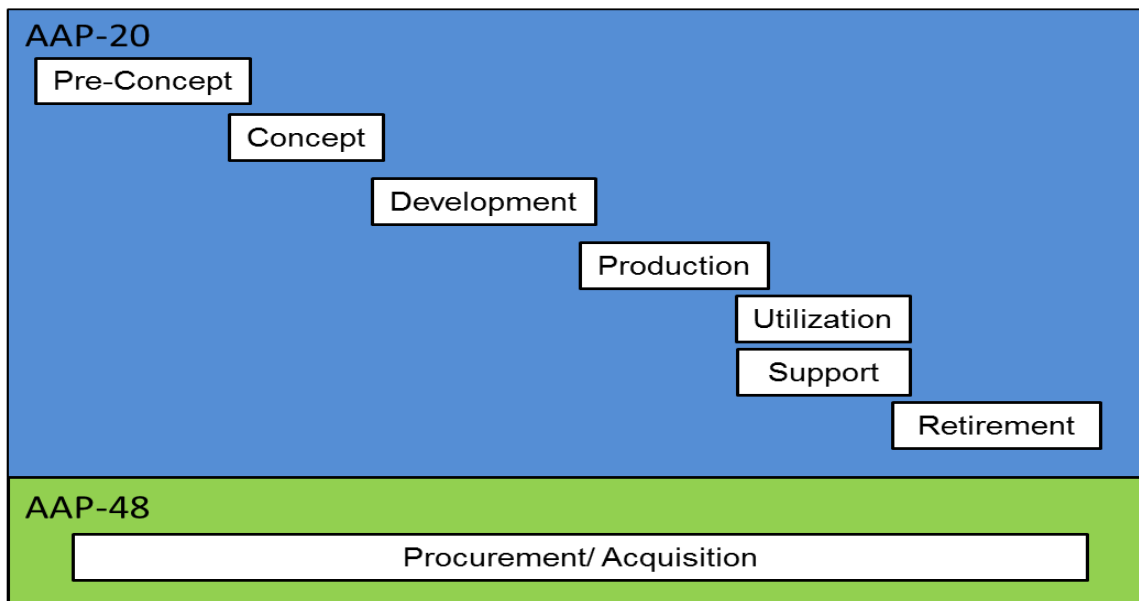 AAP-20
Pre-Concept
Concept
Development
Production
Utilization
Support
Retirement
AAP-48
Procurement/ Acquisition